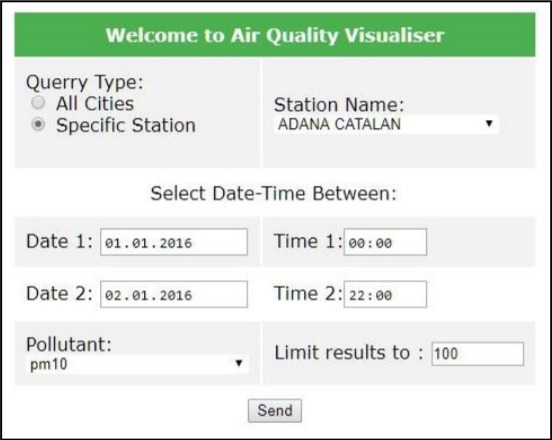 Welcome to Air Quality Visualiser
Querry Type:
All Cities
Specific Station
Station Name:
ADANA CATALAN
Select Date-Time Between:
Date 1: 01.01.2016
Time 1: 00:00
Date 2: 02.01.2016
Time 2: 22:00
Pollutant:
pm10
Limit results to : 100
Send